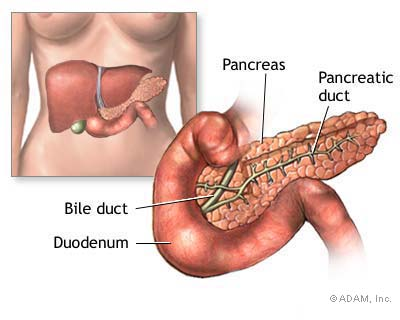 Pancreas
Pancreatic
duct
Bile duct
Duodenum
©ADAM, Inc.